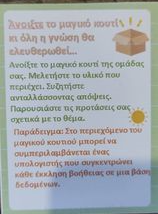 Άνοιξτε το μαγικό κουτί
κι όλη η γνώση θα
ελευθερωθεί...
Ανοίξτε το μαγικό κουτί της ομάδας
σας. Μελετήστε το υλικό που
περιέχει. Συζητήστε
ανταλλάσσοντας απόψεις.
Παρουσιάστε τις προτάσεις σας
σχετικά με το θέμα.
Παράδειγμα: Στο περιεχόμενο του
μαγικού κουτιού μπορεί να
συμπεριλαμβάνεται ένας
υπολογιστής που συγκεντρώνει
κάθε έκκληση βοήθειας σε μια βάση
δεδομένων.